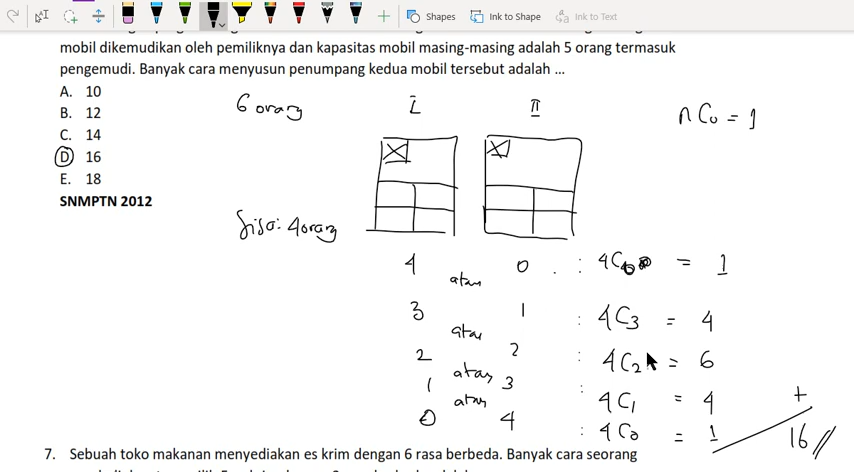 Shapes Ink to Shape Ink to Text
mobil dikemudikan oleh pemiliknya dan kapasitas mobil masing-masing adalah 5 orang termasuk
pengemudi. Banyak cara menyusun penumpang kedua mobil tersebut adalah ...
A. 10
B. 12
C. 14
D 16
E. 18
SNMPTN 2012
6 orang I II nC0 = 1
Sisa: 4 orang
4 0 : 4C = 1
atau
3 1 : 4C3 = 4
atau
2 2 : 4C2 = 6
atau
1 3 : 4C1 = 4 +
atau
0 4 : 4C0 = 1 16 //
7. Sebuah toko makanan menyediakan es krim dengan 6 rasa berbeda. Banyak cara seorang